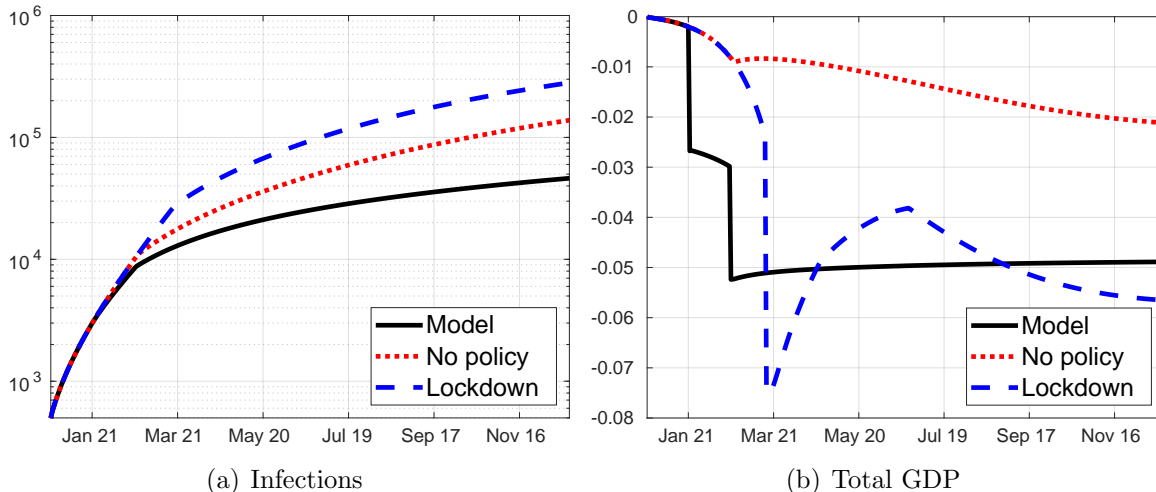 10^6
10^5
10^4
10^3
Jan 21
Mar 21
May 20
Jul 19
Sep 17
Nov 16
Model
No policy
Lockdown
(a) Infections
0
-0.01
-0.02
-0.03
-0.04
-0.05
-0.06
-0.07
-0.08
Jan 21
Mar 21
May 20
Jul 19
Sep 17
Nov 16
Model
No policy
Lockdown
(b) Total GDP